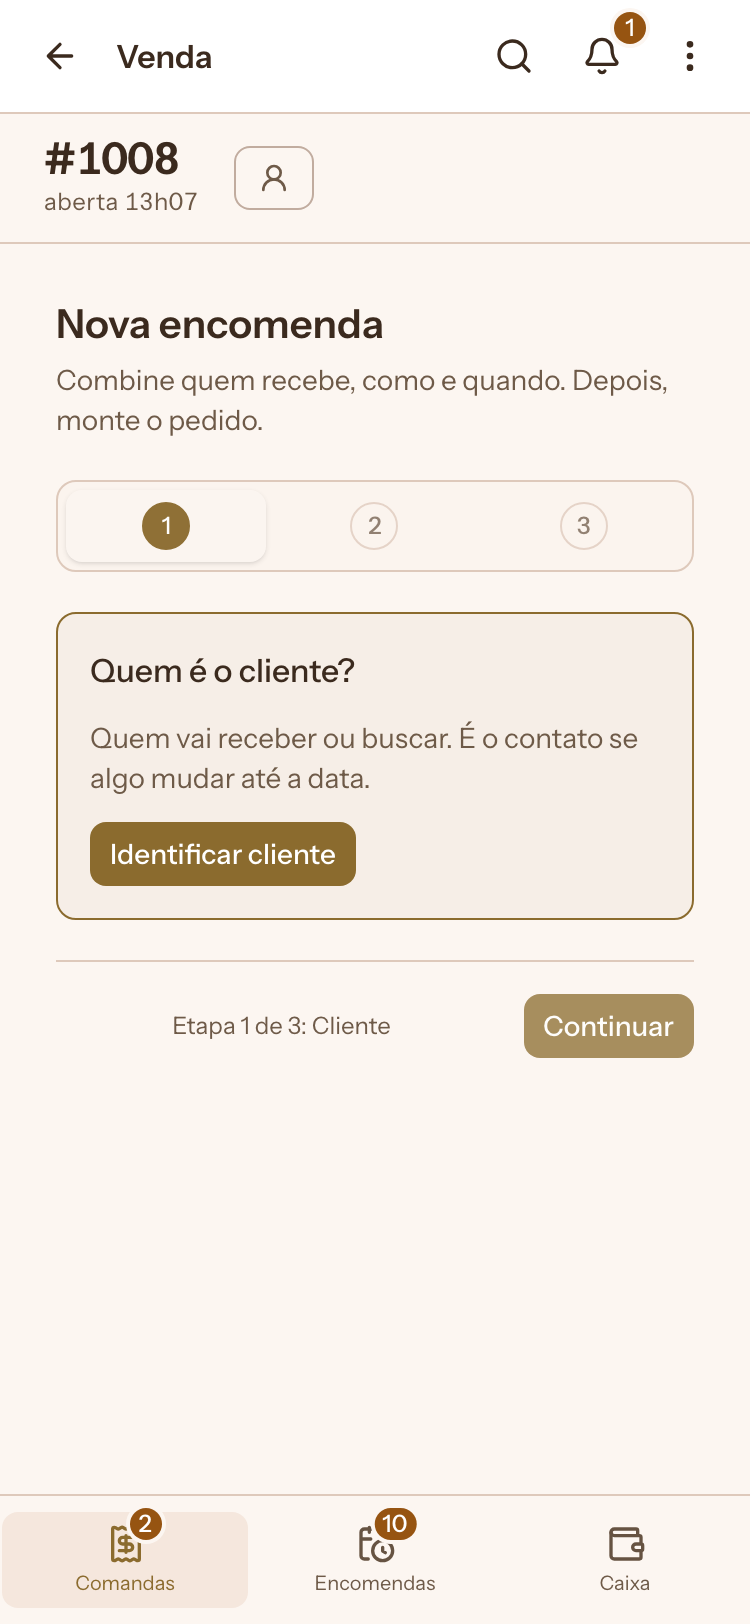 Venda
1
#1008
aberta 13h07
Nova encomenda
Combine quem recebe, como e quando. Depois,
monte o pedido.
1
2
3
Quem é o cliente?
Quem vai receber ou buscar. É o contato se
algo mudar até a data.
Identificar cliente
Etapa 1 de 3: Cliente
Continuar
2
10
Comandas
Encomendas
Caixa